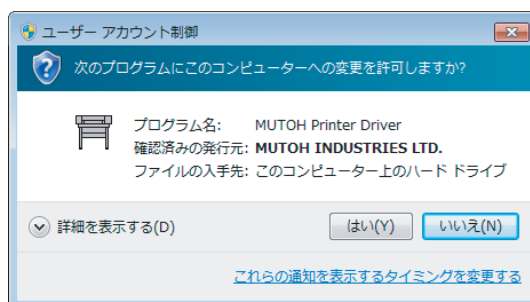 ユーザー アカウント制御
次のプログラムにこのコンピューターへの変更を許可しますか?
プログラム名: MUTOH Printer Driver
確認済みの発行元: MUTOH INDUSTRIES LTD.
ファイルの入手先: このコンピューター上のハード ドライブ
詳細を表示する(D)
はい(Y)
いいえ(N)
これらの通知を表示するタイミングを変更する